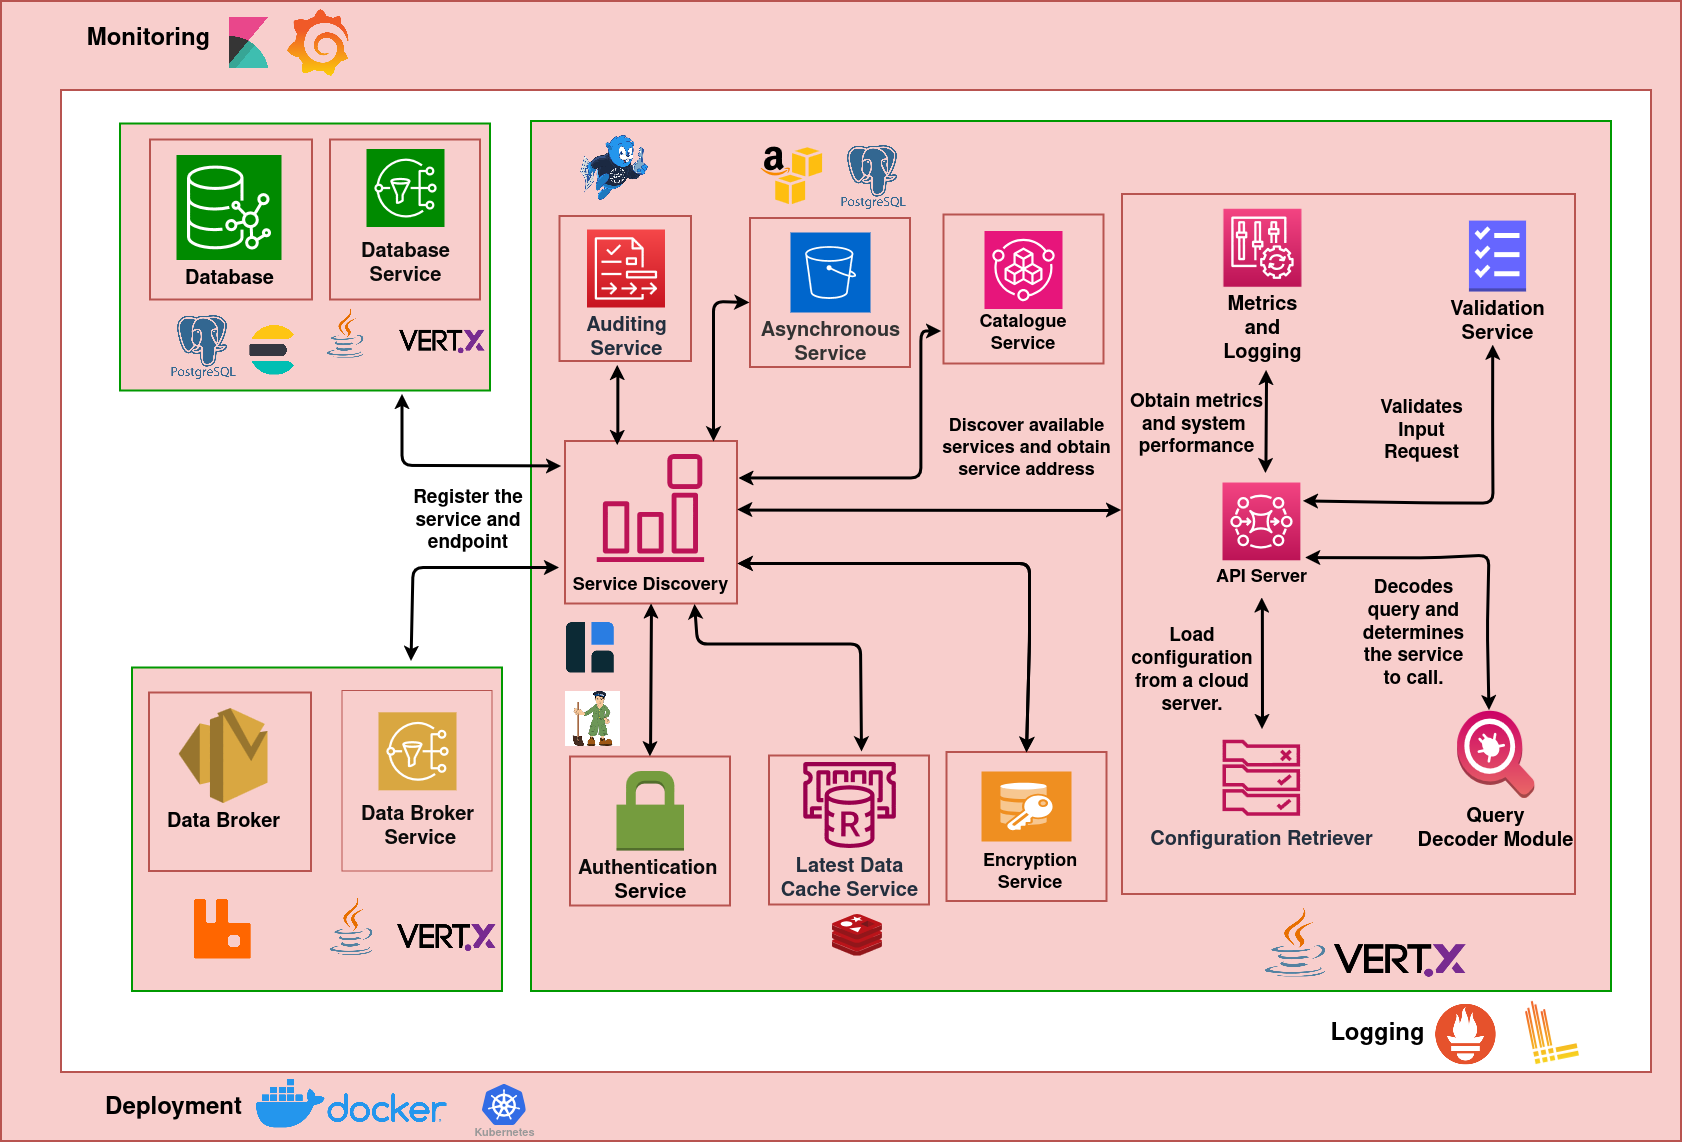 Monitoring
Database
Database
Service
PostgreSQL
VERT.X
a
PostgreSQL
Auditing
Service
Asynchronous
Service
Catalogue
Service
Metrics
and
Logging
Validation
Service
Obtain metrics
and system
performance
Validates
Input
Request
Discover available
services and obtain
service address
Register the
service and
endpoint
Service Discovery
API Server
Load
configuration
from a cloud
server.
Decodes
query and
determines
the service
to call.
Data Broker
Data Broker
Service
VERT.X
Authentication
Service
R
Latest Data
Cache Service
Encryption
Service
Configuration Retriever
Query
Decoder Module
VERT.X
Logging
Deployment
docker
Kubernetes